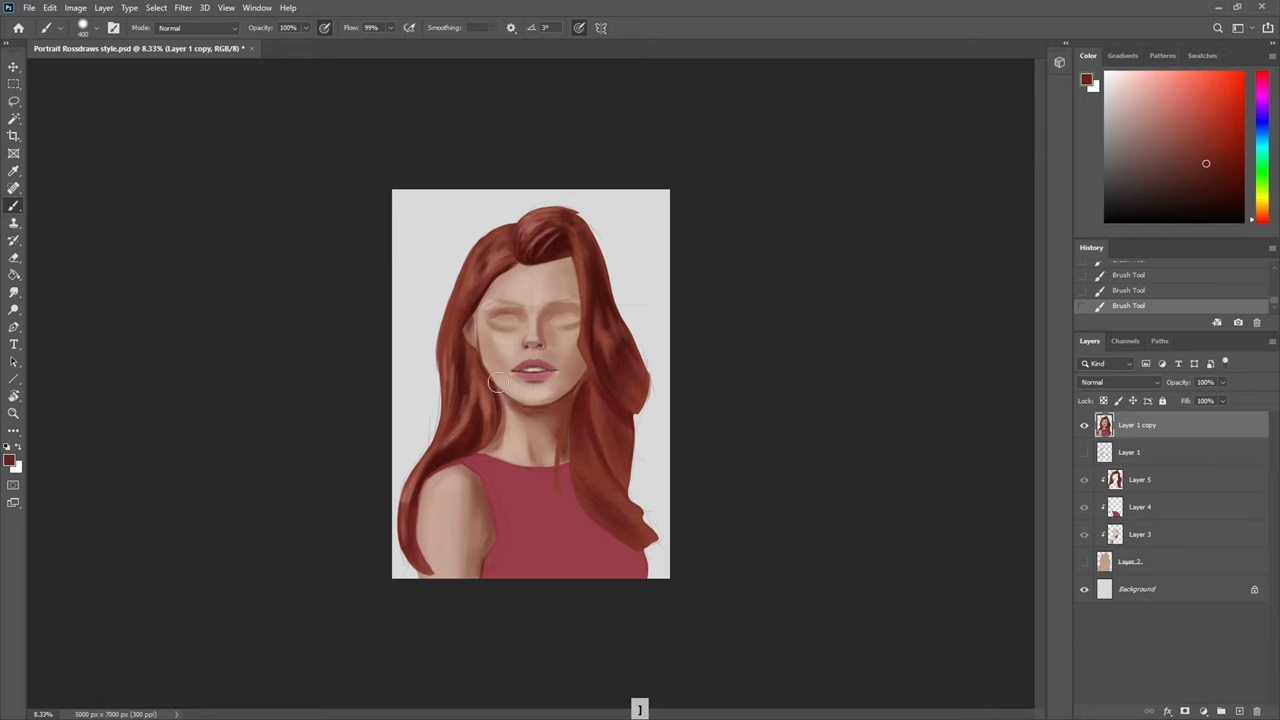 Ps File Edit Image Layer Type Select Filter 3D View Window Help
400 Mode: Normal Opacity: 100% Flow: 99% Smoothing: 3°
Portrait Rossdraws style.psd @ 8.33% (Layer 1 copy, RGB/8) *
Color Gradients Patterns Swatches
History
Brush Tool
Brush Tool
Brush Tool
Layers Channels Paths
Kind
Normal Opacity: 100%
Lock: Fill: 100%
Layer 1 copy
Layer 1
Layer 5
Layer 4
Layer 3
Layer 2
Background
]
8.33% 5000 px x 7000 px (300 ppi)